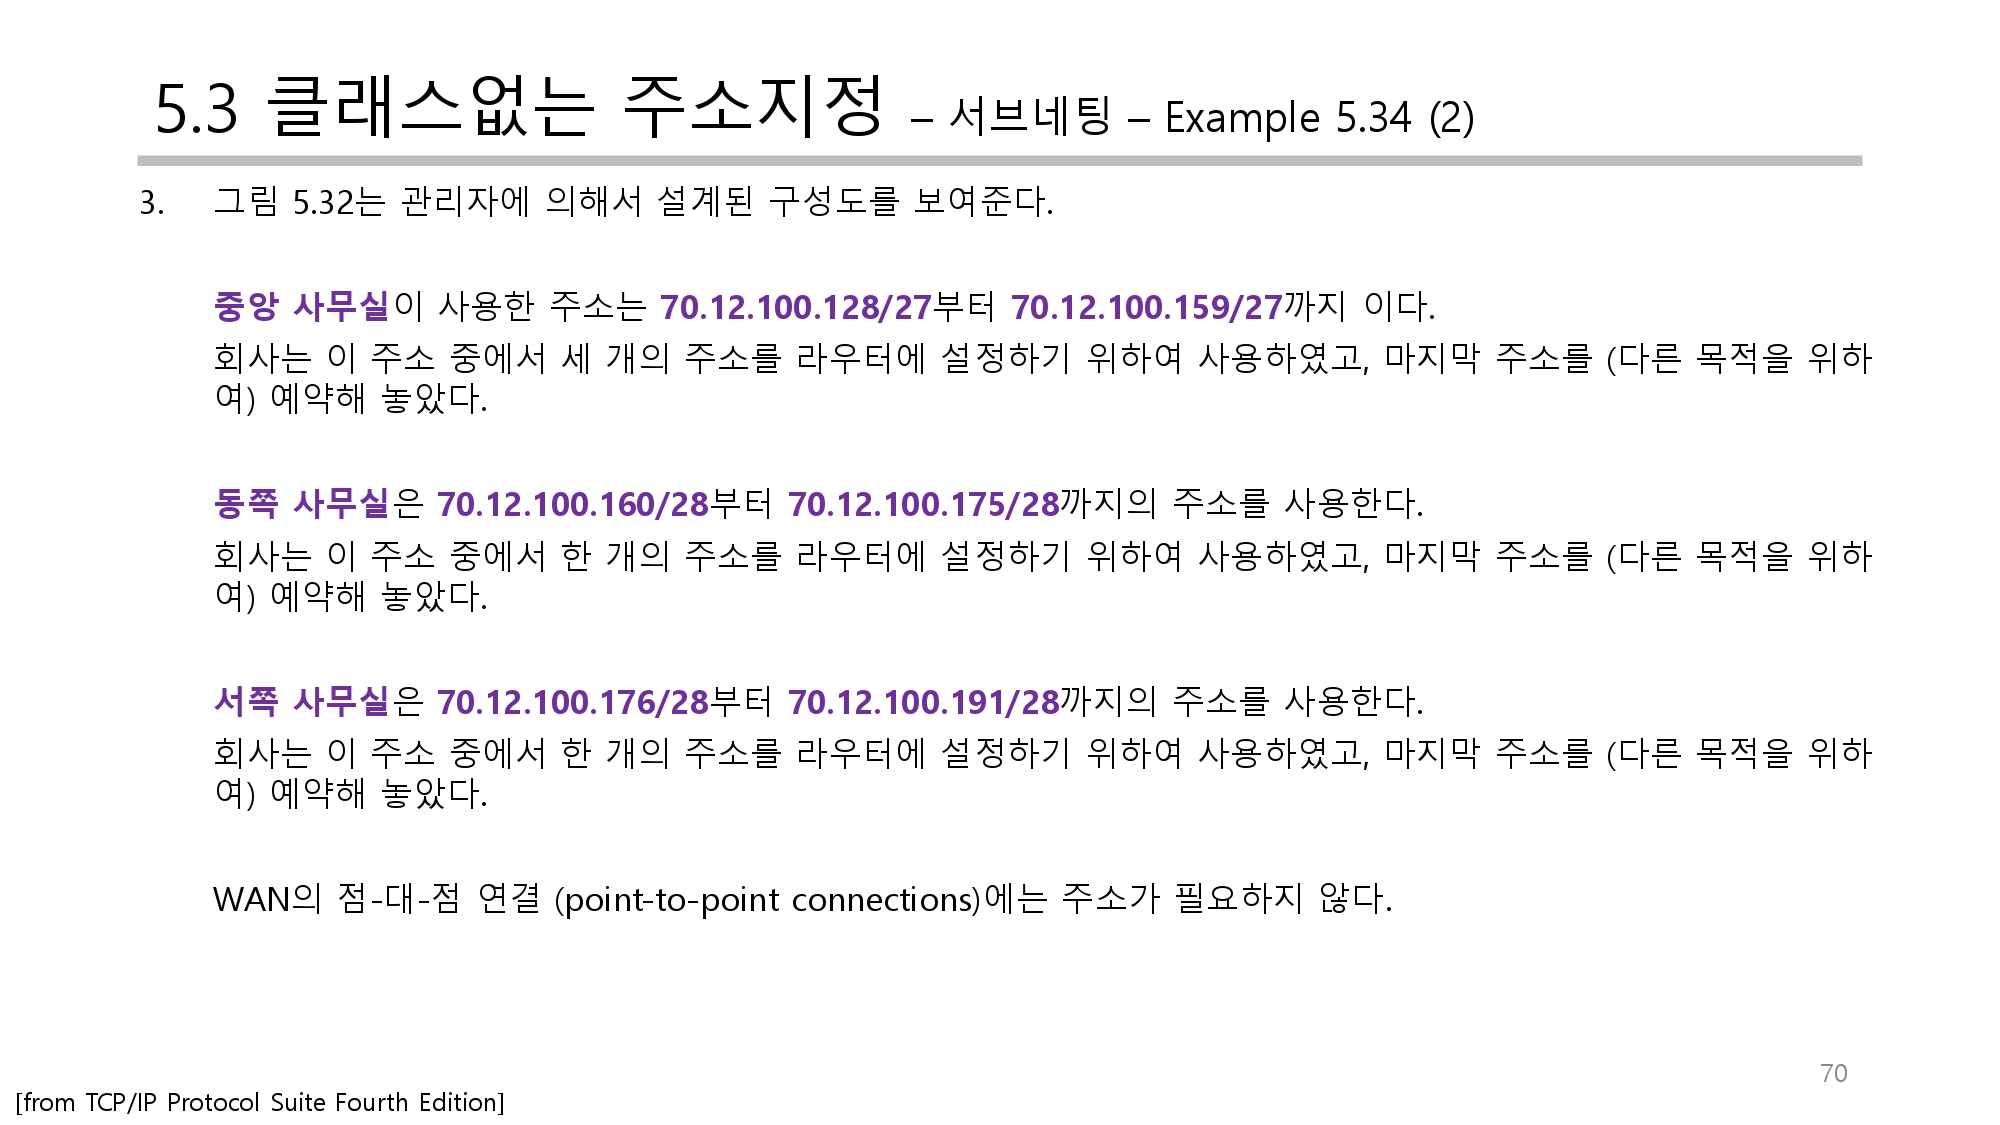 5.3 클래스없는 주소지정 – 서브네팅 – Example 5.34 (2)
3. 그림 5.32는 관리자에 의해서 설계된 구성도를 보여준다.
중앙 사무실이 사용한 주소는 70.12.100.128/27부터 70.12.100.159/27까지 이다.
회사는 이 주소 중에서 세 개의 주소를 라우터에 설정하기 위하여 사용하였고, 마지막 주소를 (다른 목적을 위하
여) 예약해 놓았다.
동쪽 사무실은 70.12.100.160/28부터 70.12.100.175/28까지의 주소를 사용한다.
회사는 이 주소 중에서 한 개의 주소를 라우터에 설정하기 위하여 사용하였고, 마지막 주소를 (다른 목적을 위하
여) 예약해 놓았다.
서쪽 사무실은 70.12.100.176/28부터 70.12.100.191/28까지의 주소를 사용한다.
회사는 이 주소 중에서 한 개의 주소를 라우터에 설정하기 위하여 사용하였고, 마지막 주소를 (다른 목적을 위하
여) 예약해 놓았다.
WAN의 점-대-점 연결 (point-to-point connections)에는 주소가 필요하지 않다.
70
[from TCP/IP Protocol Suite Fourth Edition]